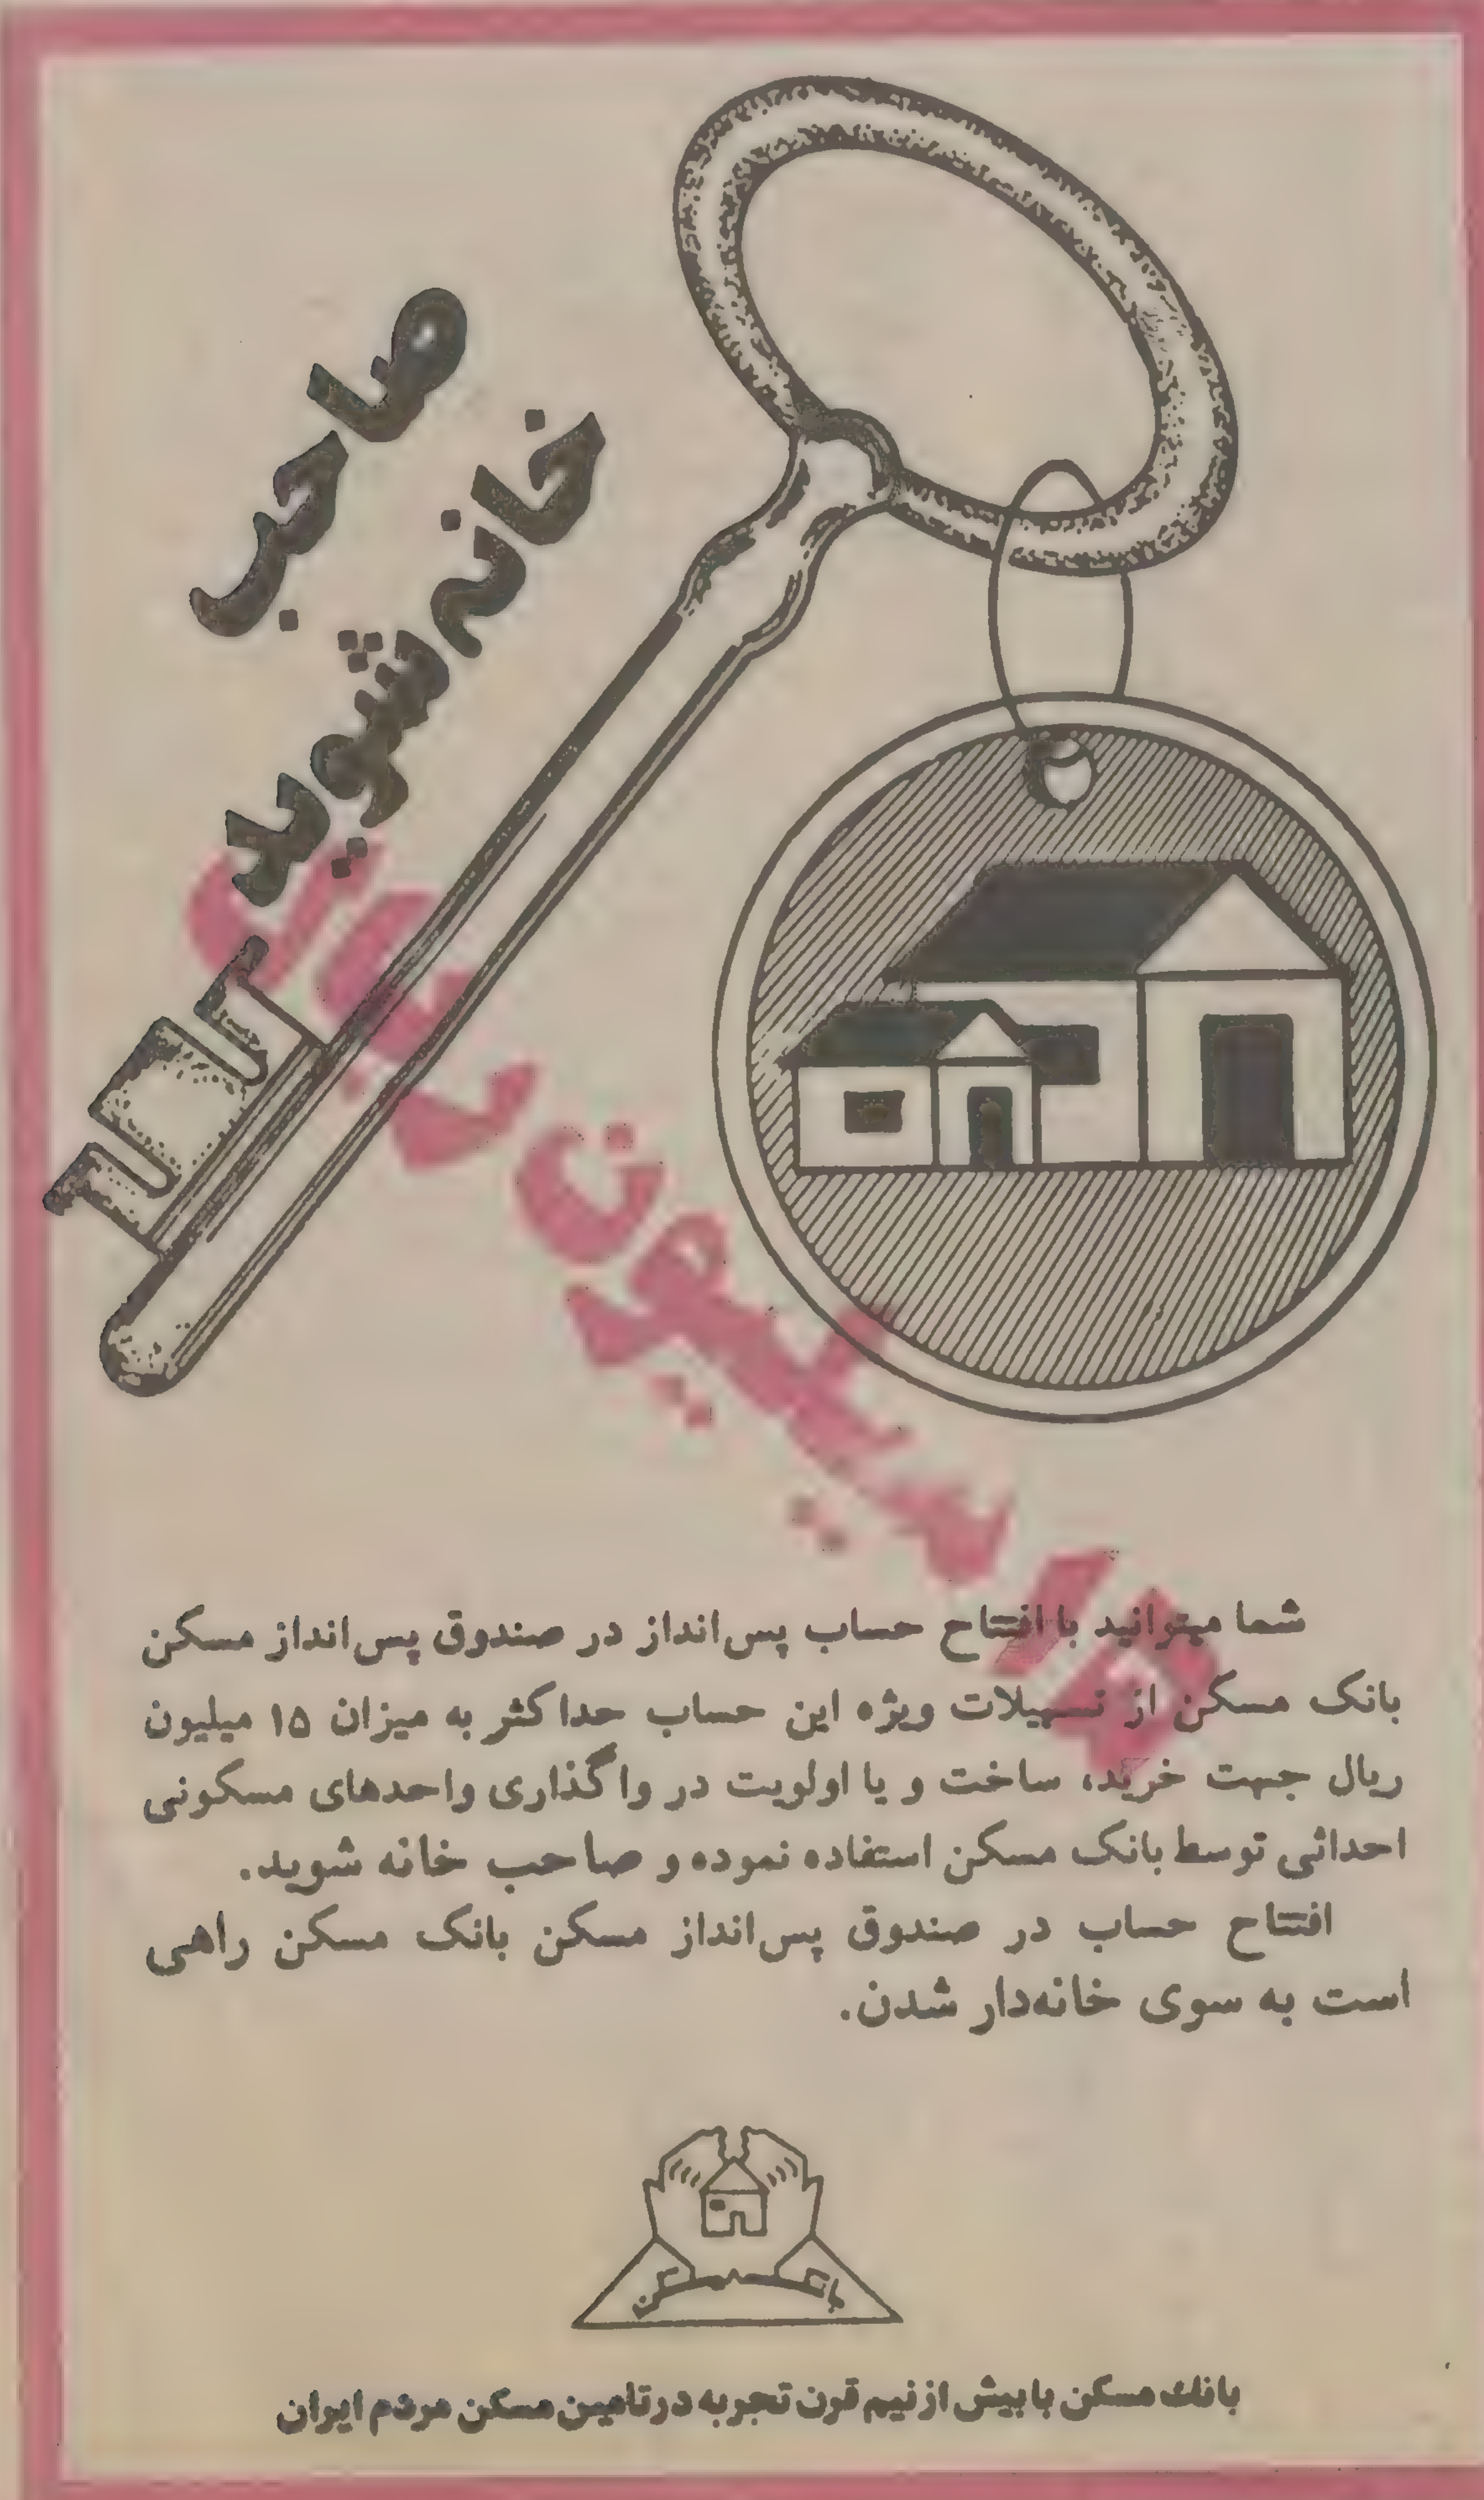 صاحب
خانه شوید
۱۵ میلیون ریال
شما میتوانید با افتتاح حساب پس‌انداز در صندوق پس‌انداز مسکن
بانک مسکن از تسهیلات ویژه این حساب حداکثر به میزان ۱۵ میلیون
ریال جهت خرید، ساخت و یا اولویت در واگذاری واحدهای مسکونی
احداثی توسط بانک مسکن استفاده نموده و صاحب خانه شوید.
افتتاح حساب در صندوق پس‌انداز مسکن بانک مسکن راهی
است به سوی خانه‌دار شدن.
بانک مسکن
بانک مسکن با بیش از نیم قرن تجربه در تامین مسکن مردم ایران